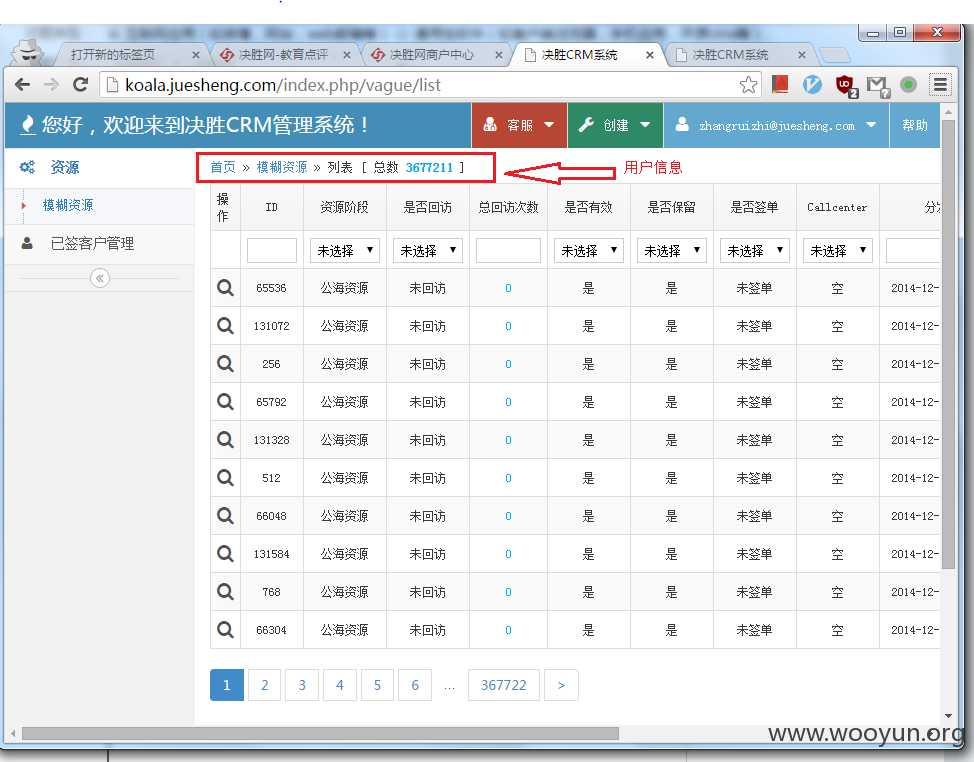 打开新的标签页 决胜网-教育点评 决胜网商户中心 决胜CRM系统 决胜CRM系统
koala.juesheng.com/index.php/vague/list
您好，欢迎来到决胜CRM管理系统！ 客服 创建 zhangruizhi@juesheng.com 帮助
资源
模糊资源
已签客户管理
首页 » 模糊资源 » 列表 [ 总数 3677211 ] 用户信息
操作 ID 资源阶段 是否回访 总回访次数 是否有效 是否保留 是否签单 Callcenter 分
未选择 未选择 未选择 未选择 未选择 未选择
65536 公海资源 未回访 0 是 是 未签单 空 2014-12-
131072 公海资源 未回访 0 是 是 未签单 空 2014-12-
256 公海资源 未回访 0 是 是 未签单 空 2014-12-
65792 公海资源 未回访 0 是 是 未签单 空 2014-12-
131328 公海资源 未回访 0 是 是 未签单 空 2014-12-
512 公海资源 未回访 0 是 是 未签单 空 2014-12-
66048 公海资源 未回访 0 是 是 未签单 空 2014-12-
131584 公海资源 未回访 0 是 是 未签单 空 2014-12-
768 公海资源 未回访 0 是 是 未签单 空 2014-12-
66304 公海资源 未回访 0 是 是 未签单 空 2014-12-
1 2 3 4 5 6 ... 367722 >
www.wooyun.org